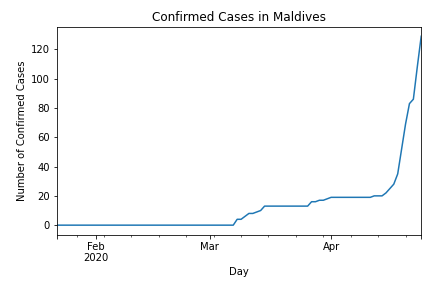 Confirmed Cases in Maldives
Number of Confirmed Cases
120
100
80
60
40
20
0
Feb
2020
Mar
Apr
Day